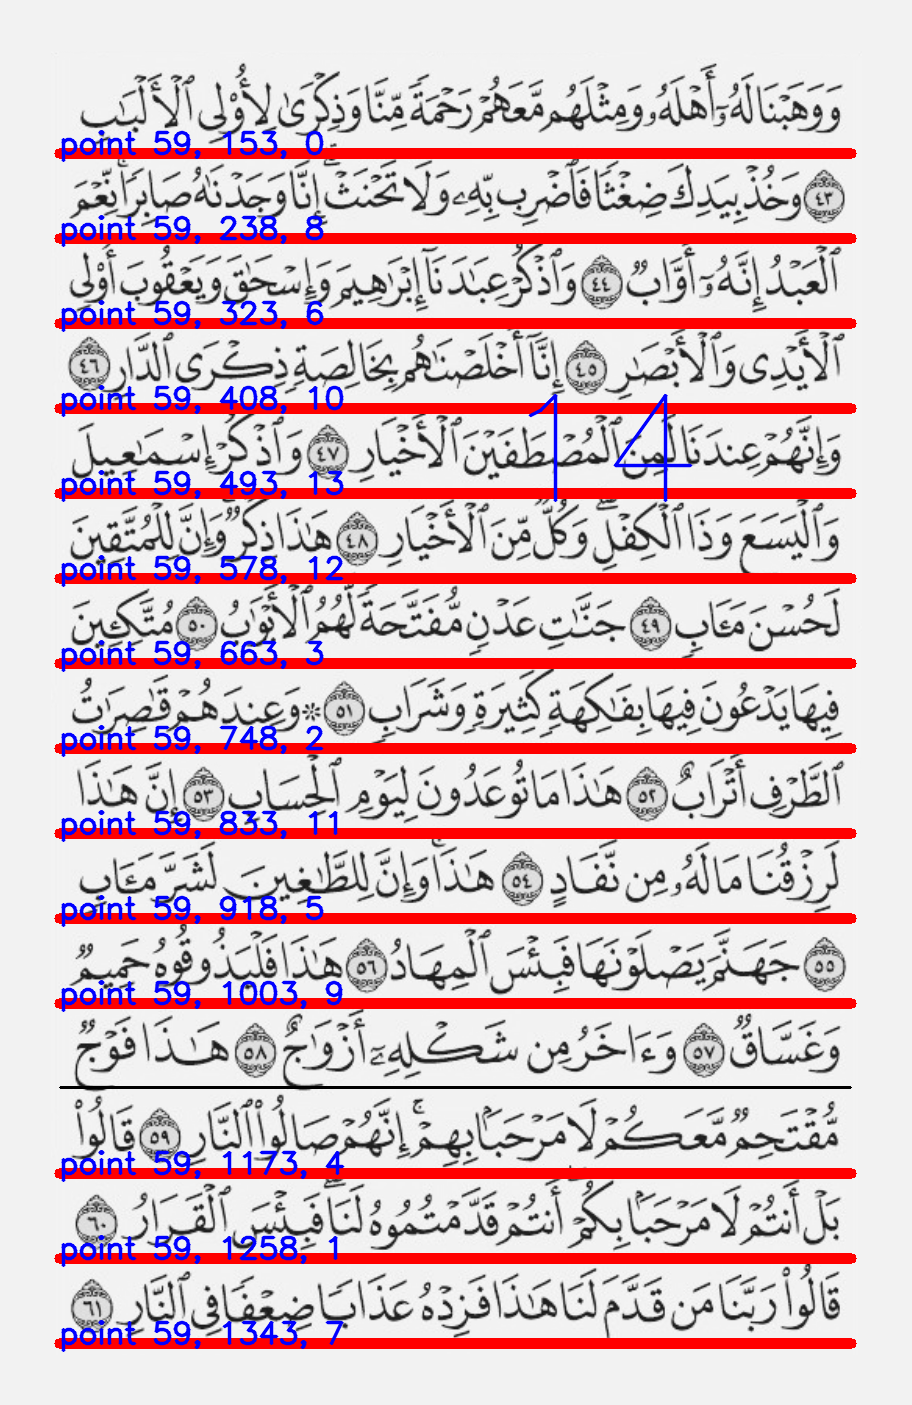 وَوَهَبْنَا لَهُۥٓ أَهْلَهُۥ وَمِثْلَهُم مَّعَهُمْ رَحْمَةً مِّنَّا وَذِكْرَىٰ لِأُو۟لِى ٱلْأَلْبَـٰبِ
point 59, 153, 0
٤٣ وَخُذْ بِيَدِكَ ضِغْثًا فَٱضْرِب بِّهِۦ وَلَا تَحْنَثْ ۗ إِنَّا وَجَدْنَـٰهُ صَابِرًا ۚ نِّعْمَ
point 59, 238, 8
ٱلْعَبْدُ إِنَّهُۥٓ أَوَّابٌ ٤٤ وَٱذْكُرْ عِبَـٰدَنَآ إِبْرَٰهِيمَ وَإِسْحَـٰقَ وَيَعْقُوبَ أُو۟لِى
point 59, 323, 6
ٱلْأَيْدِى وَٱلْأَبْصَـٰرِ ٤٥ إِنَّآ أَخْلَصْنَـٰهُم بِخَالِصَةٍ ذِكْرَى ٱلدَّارِ ٤٦
point 59, 408, 10
14
وَإِنَّهُمْ عِندَنَا لَمِنَ ٱلْمُصْطَفَيْنَ ٱلْأَخْيَارِ ٤٧ وَٱذْكُرْ إِسْمَـٰعِيلَ
point 59, 493, 13
وَٱلْيَسَعَ وَذَا ٱلْكِفْلِ ۖ وَكُلٌّ مِّنَ ٱلْأَخْيَارِ ٤٨ هَـٰذَا ذِكْرٌ ۚ وَإِنَّ لِلْمُتَّقِينَ
point 59, 578, 12
لَحُسْنَ مَـَٔابٍ ٤٩ جَنَّـٰتِ عَدْنٍ مُّفَتَّحَةً لَّهُمُ ٱلْأَبْوَٰبُ ٥٠ مُتَّكِـِٔينَ
point 59, 663, 3
فِيهَا يَدْعُونَ فِيهَا بِفَـٰكِهَةٍ كَثِيرَةٍ وَشَرَابٍ ٥١ ۞ وَعِندَهُمْ قَـٰصِرَٰتُ
point 59, 748, 2
ٱلطَّرْفِ أَتْرَابٌ ٥٢ هَـٰذَا مَا تُوعَدُونَ لِيَوْمِ ٱلْحِسَابِ ٥٣ إِنَّ هَـٰذَا
point 59, 833, 11
لَرِزْقُنَا مَا لَهُۥ مِن نَّفَادٍ ٥٤ هَـٰذَا ۚ وَإِنَّ لِلطَّـٰغِينَ لَشَرَّ مَـَٔابٍ
point 59, 918, 5
٥٥ جَهَنَّمَ يَصْلَوْنَهَا فَبِئْسَ ٱلْمِهَادُ ٥٦ هَـٰذَا فَلْيَذُوقُوهُ حَمِيمٌ
point 59, 1003, 9
وَغَسَّاقٌ ٥٧ وَءَاخَرُ مِن شَكْلِهِۦٓ أَزْوَٰجٌ ٥٨ هَـٰذَا فَوْجٌ
مُّقْتَحِمٌ مَّعَكُمْ ۖ لَا مَرْحَبًۢا بِهِمْ ۚ إِنَّهُمْ صَالُوا۟ ٱلنَّارِ ٥٩ قَالُوا۟
point 59, 1173, 4
بَلْ أَنتُمْ لَا مَرْحَبًۢا بِكُمْ ۖ أَنتُمْ قَدَّمْتُمُوهُ لَنَا ۖ فَبِئْسَ ٱلْقَرَارُ ٦٠
point 59, 1258, 1
قَالُوا۟ رَبَّنَا مَن قَدَّمَ لَنَا هَـٰذَا فَزِدْهُ عَذَابًا ضِعْفًا فِى ٱلنَّارِ ٦١
point 59, 1343, 7